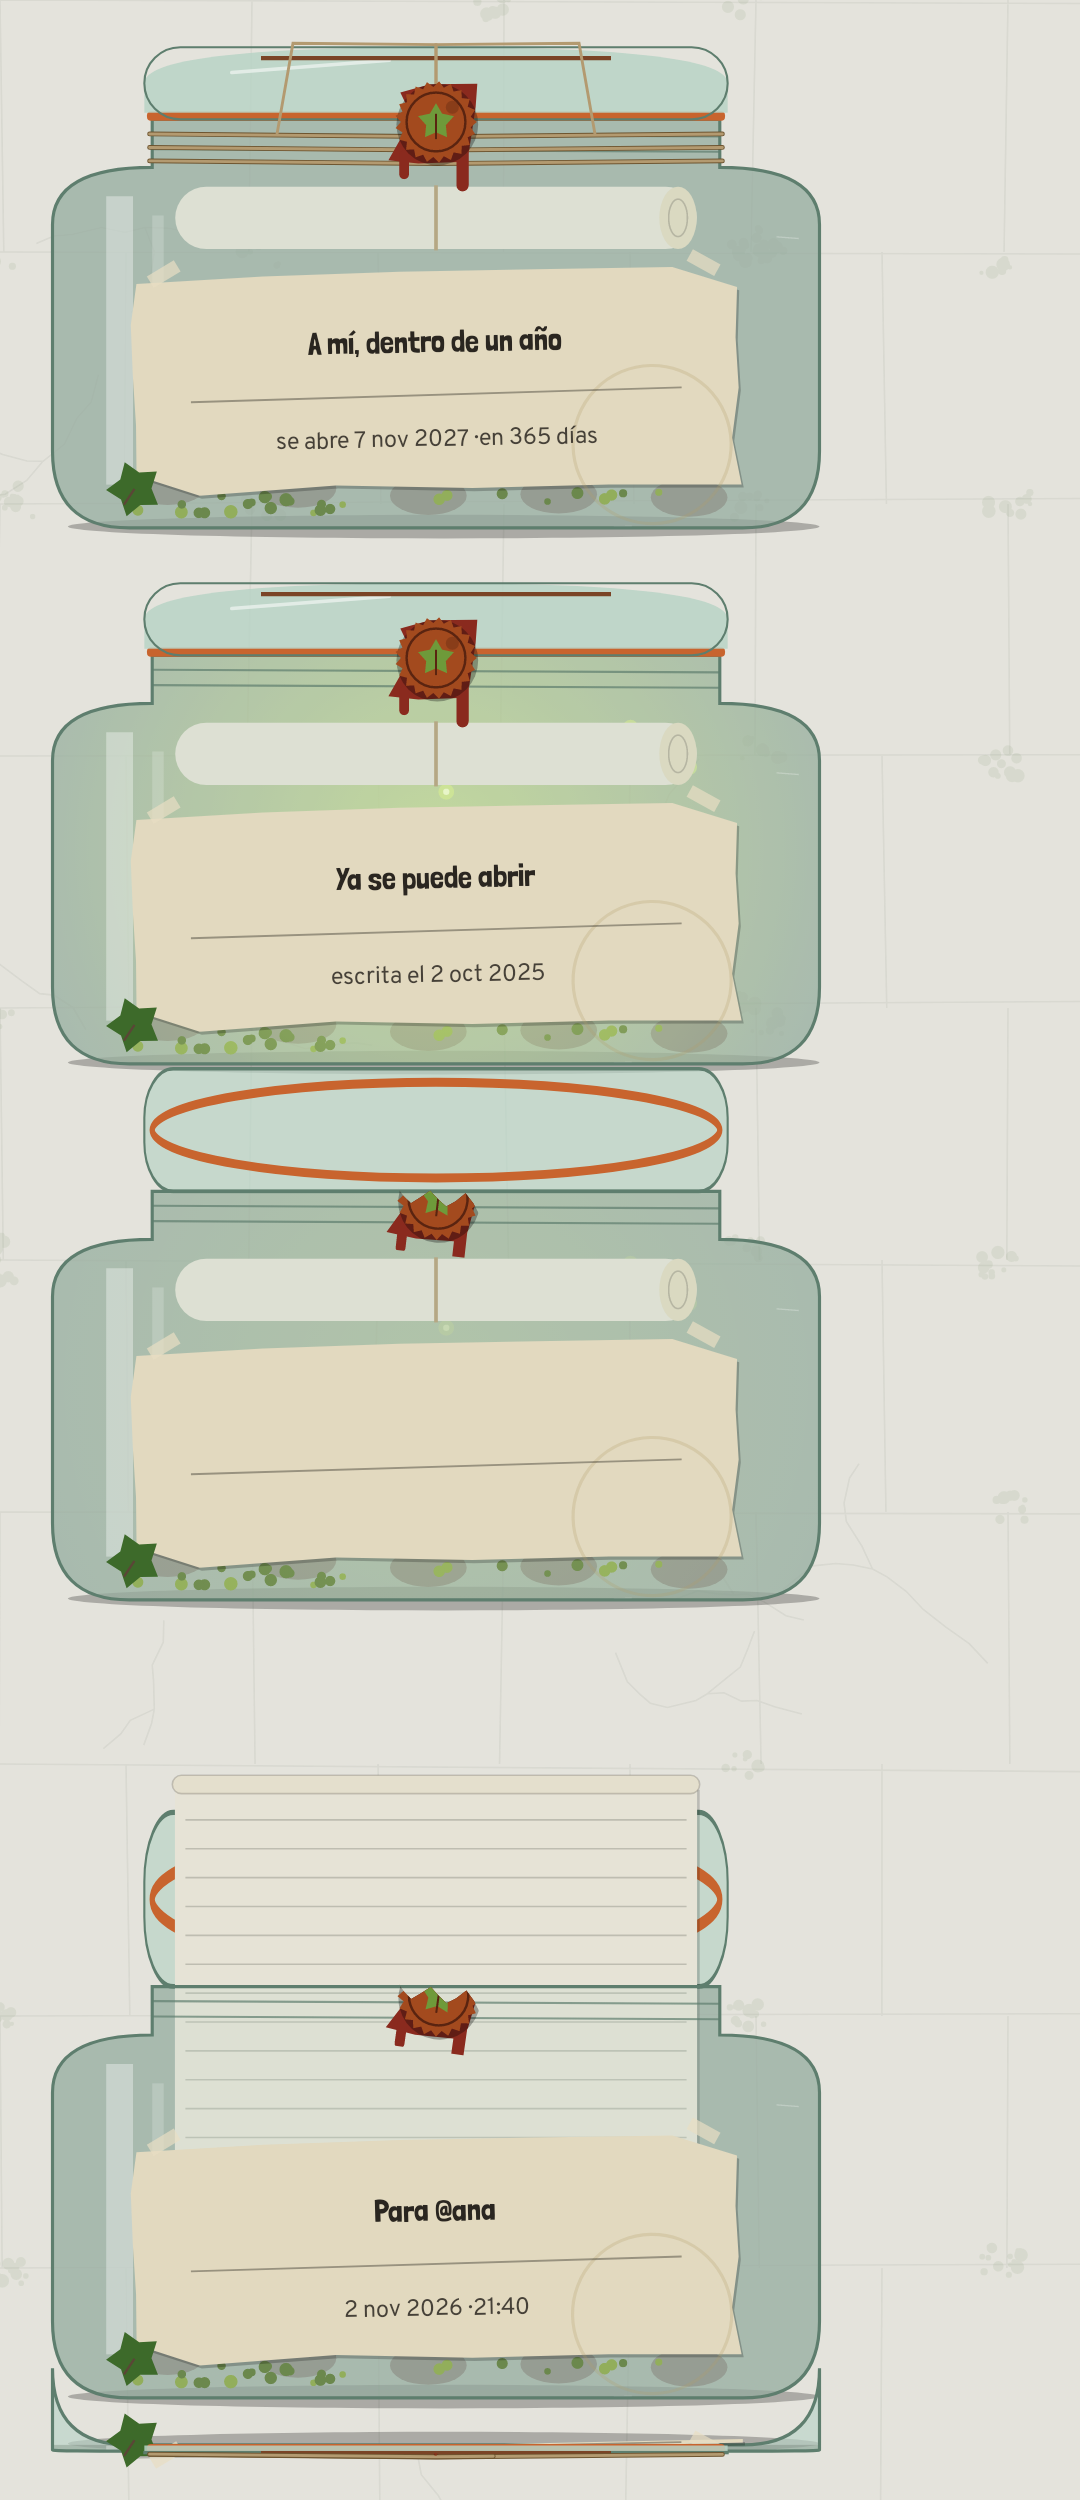 A mí, dentro de un año
se abre 7 nov 2027 · en 365 días
Ya se puede abrir
escrita el 2 oct 2025
Para @ana
2 nov 2026 · 21:40